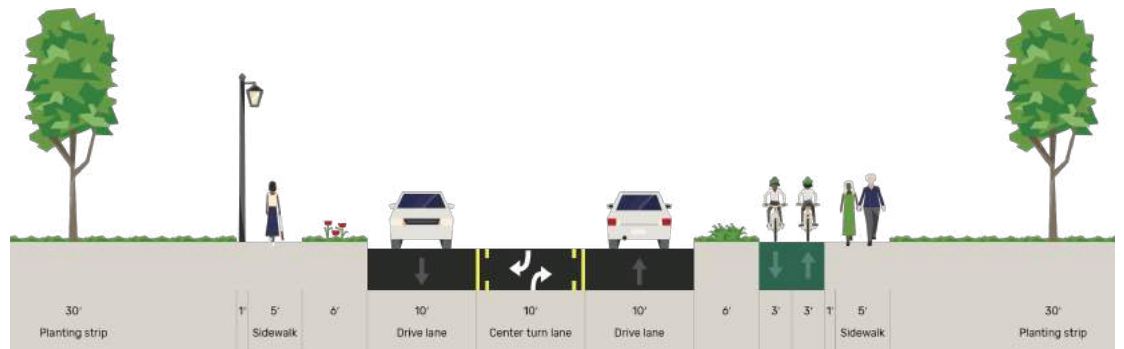 30' 1' 5' 6' 10' 10' 10' 6' 3' 3' 1' 5' 30'
Planting strip Sidewalk Drive lane Center turn lane Drive lane Sidewalk Planting strip